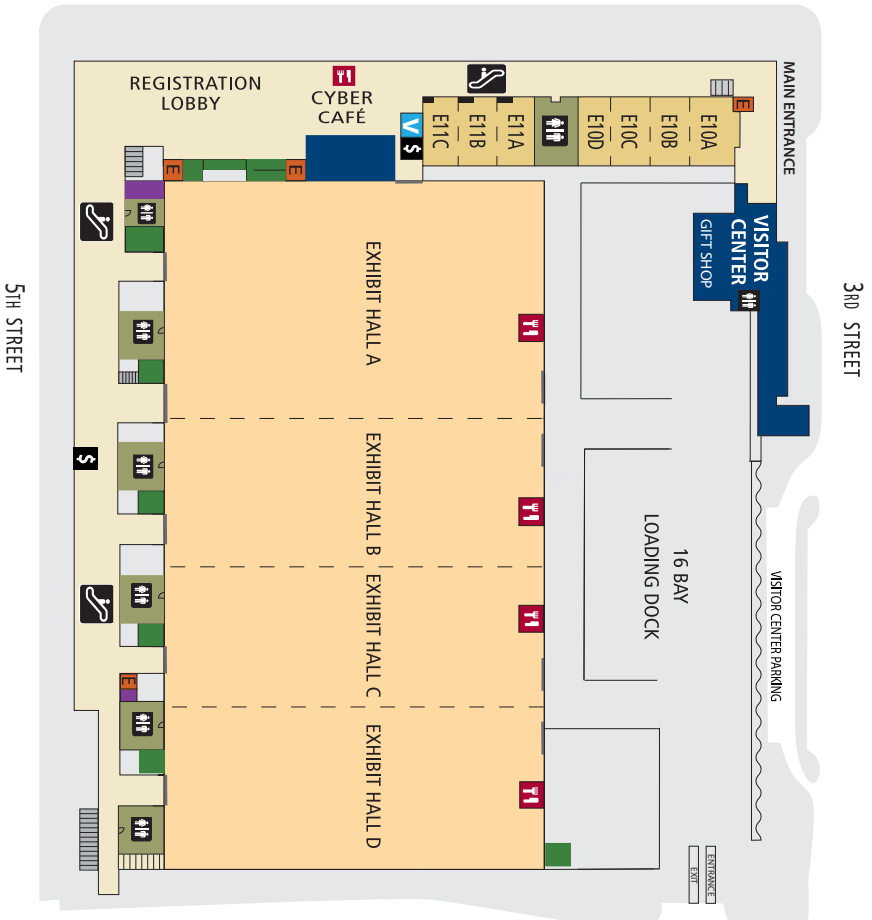 MAIN ENTRANCE
REGISTRATION
LOBBY
CYBER
CAFÉ
V
$
E11C
E11B
E11A
E10D
E10C
E10B
E10A
E
E
E
VISITOR
CENTER
GIFT SHOP
5TH STREET
3RD STREET
EXHIBIT HALL A
EXHIBIT HALL B
$
16 BAY
LOADING DOCK
VISITOR CENTER PARKING
EXHIBIT HALL C
E
EXHIBIT HALL D
ENTRANCE
EXIT